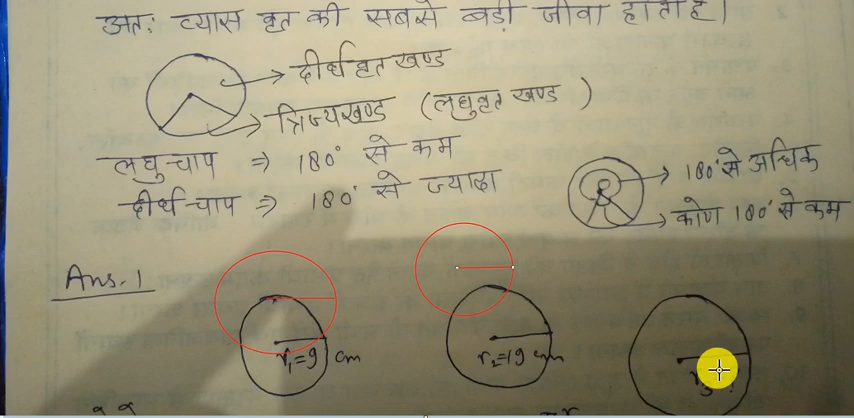 अतः व्यास वृत की सबसे बड़ी जीवा होती है।
दीर्घवृत खण्ड
त्रिज्यखण्ड (लघुवृत खण्ड )
लघु चाप ⇒ 180° से कम
दीर्घ चाप ⇒ 180° से ज्यादा
180° से अधिक
कोण 180° से कम
Ans. 1
r₁=9 cm
r₂=19 cm